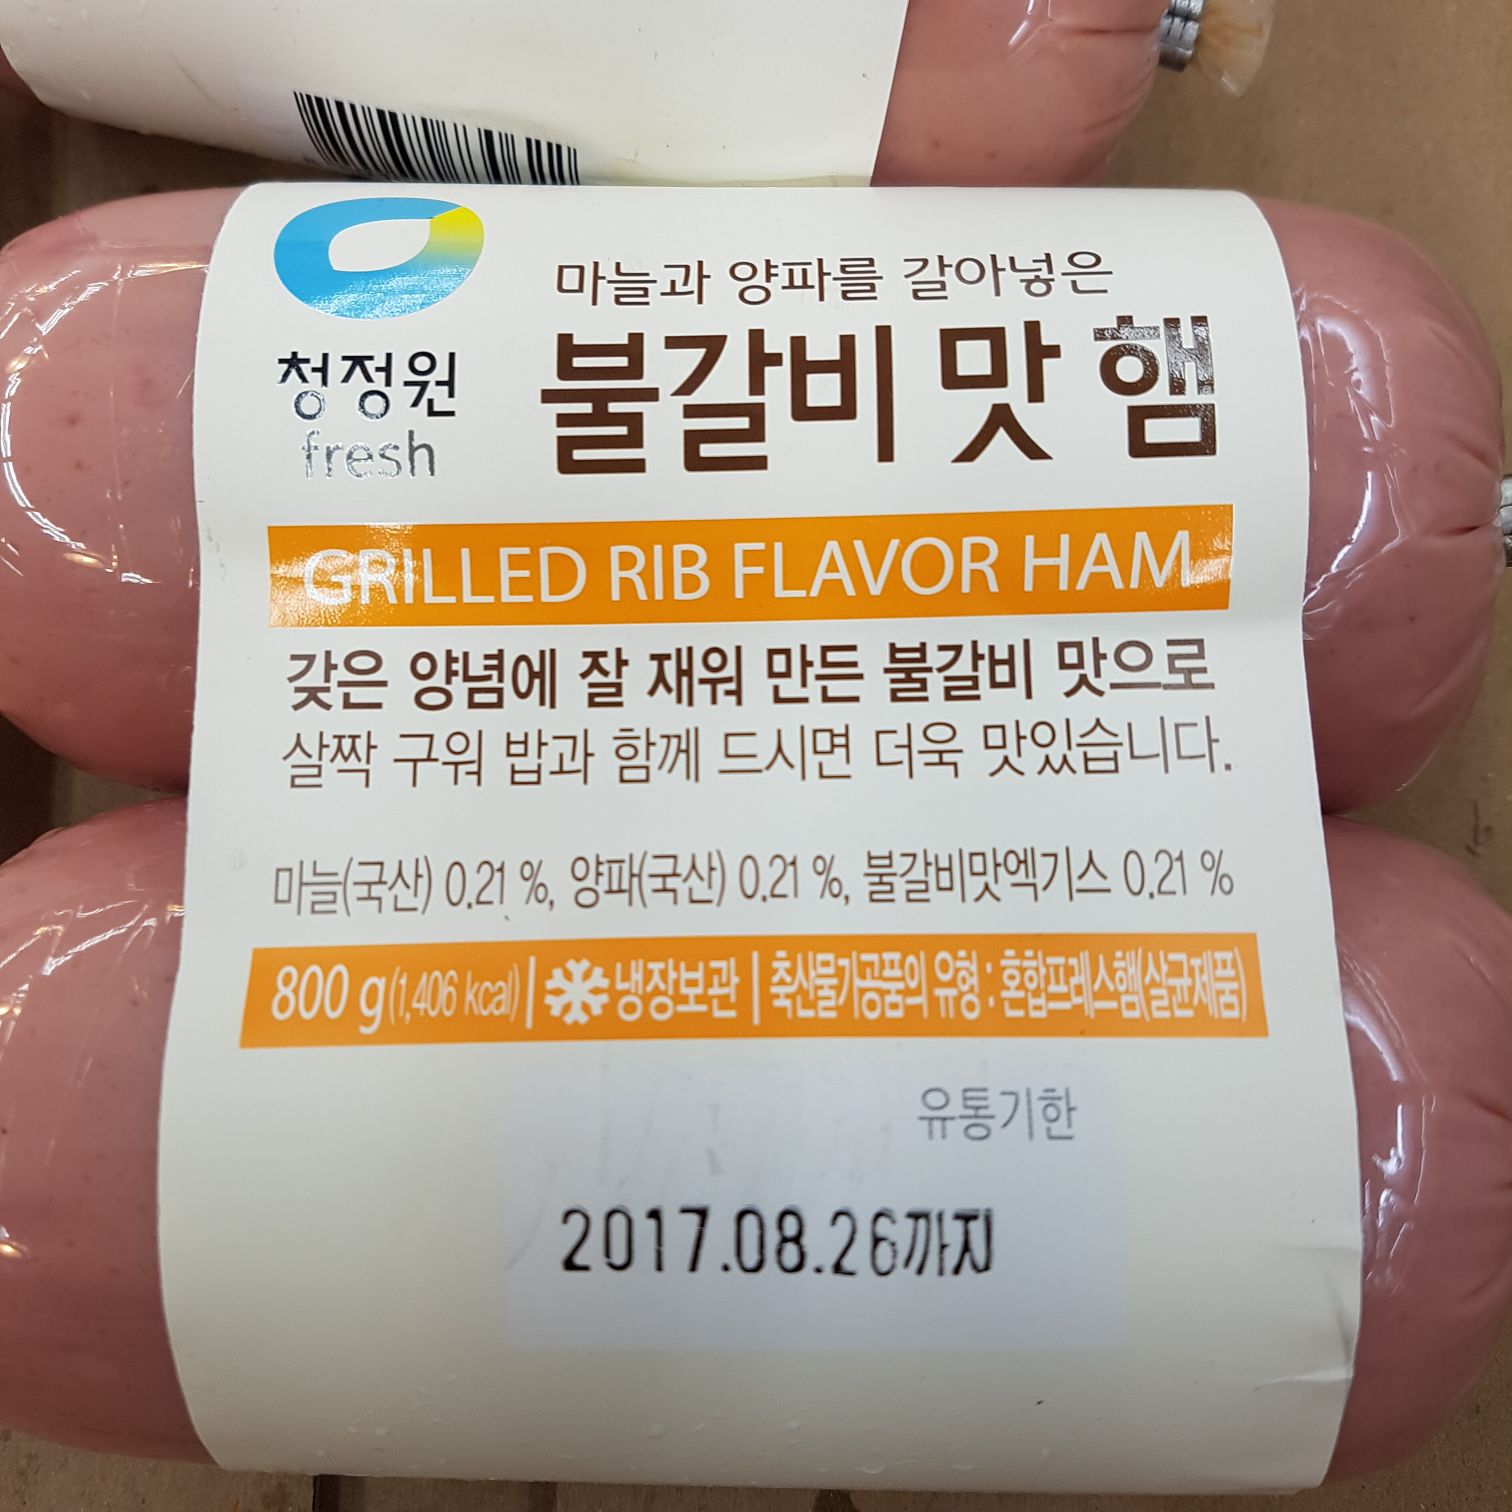 청정원
fresh
마늘과 양파를 갈아넣은
불갈비 맛 햄
GRILLED RIB FLAVOR HAM
갖은 양념에 잘 재워 만든 불갈비 맛으로
살짝 구워 밥과 함께 드시면 더욱 맛있습니다.
마늘(국산) 0.21 %, 양파(국산) 0.21 %, 불갈비맛엑기스 0.21 %
800 g(1,406 kcal) | 냉장보관 | 축산물가공품의 유형 : 혼합프레스햄(살균제품)
유통기한
2017.08.26까지